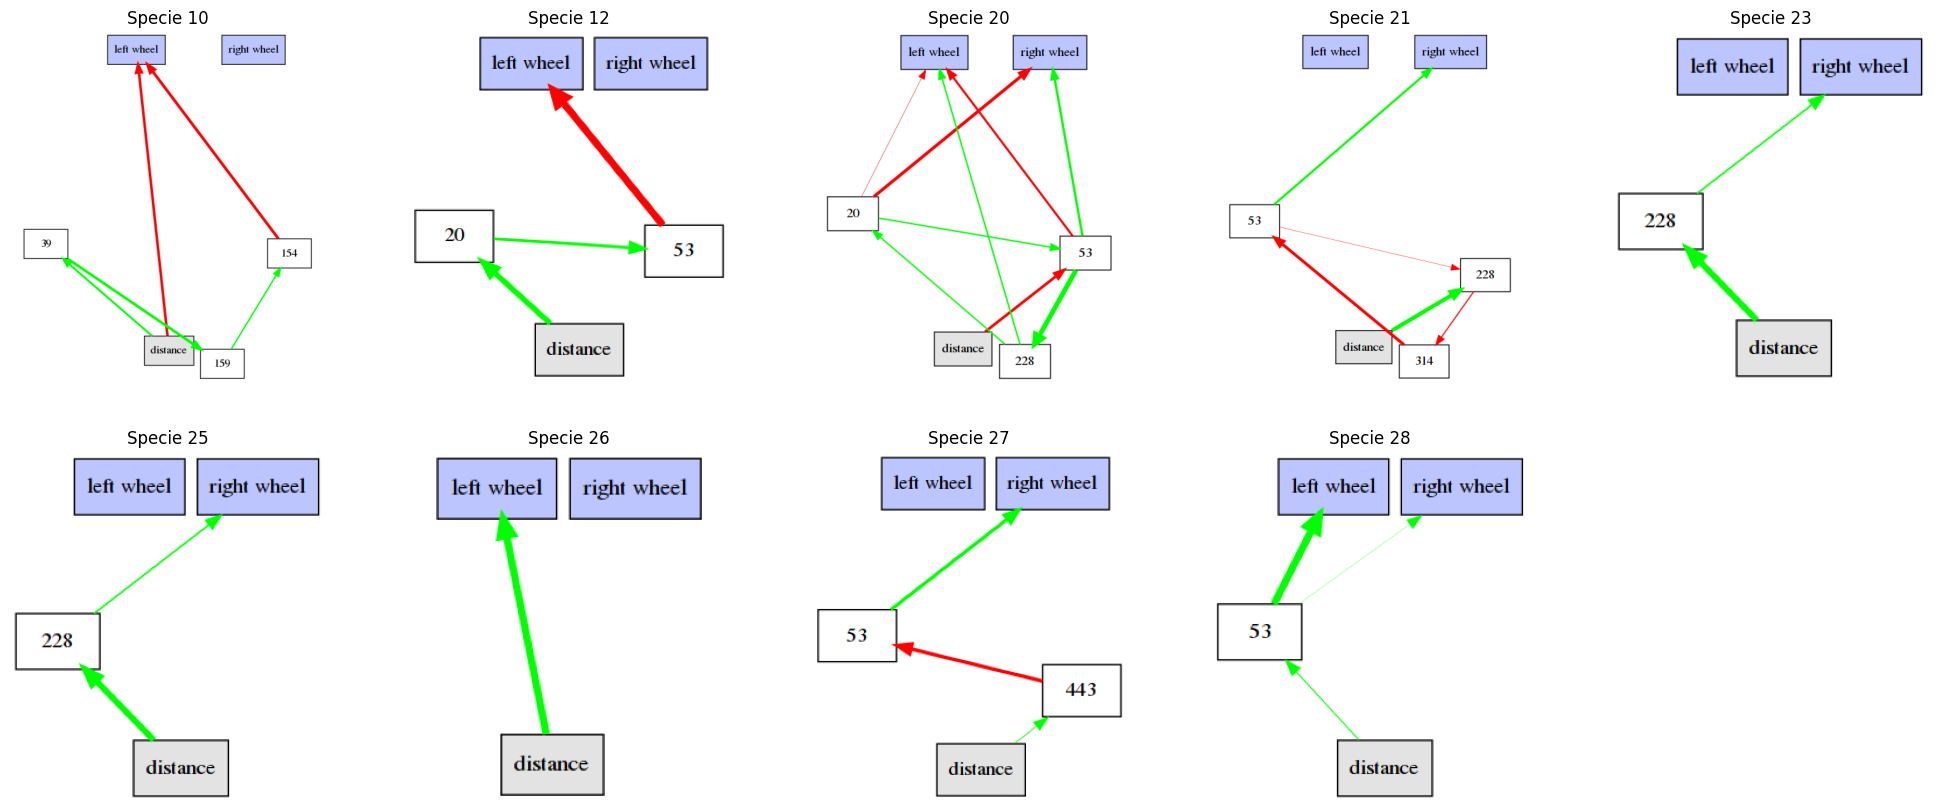 Specie 10
left wheel
right wheel
39
154
distance
159
Specie 12
left wheel
right wheel
20
53
distance
Specie 20
left wheel
right wheel
20
53
distance
228
Specie 21
left wheel
right wheel
53
228
distance
314
Specie 23
left wheel
right wheel
228
distance
Specie 25
left wheel
right wheel
228
distance
Specie 26
left wheel
right wheel
distance
Specie 27
left wheel
right wheel
53
443
distance
Specie 28
left wheel
right wheel
53
distance